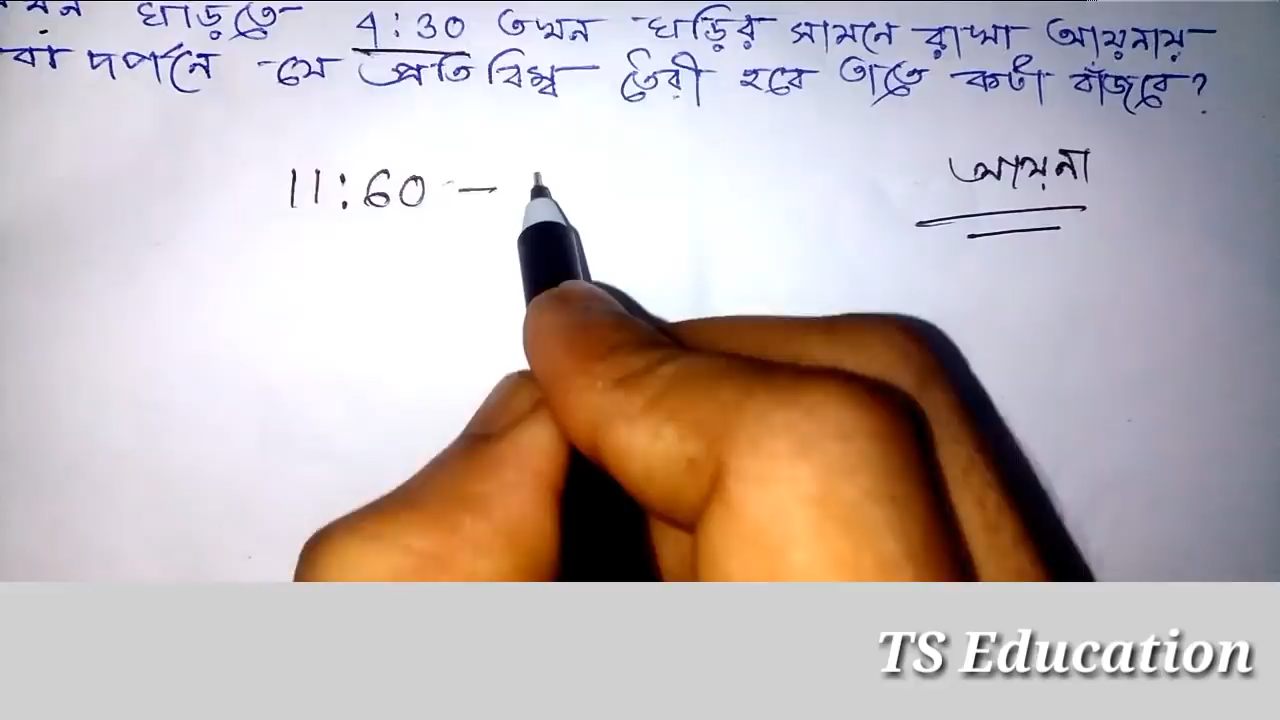 ঘড়িতে 4:30 তখন ঘড়ির সামনে রাখা আয়নায়
বা দর্পনে যে প্রতিবিম্ব তৈরী হবে তাতে কটা বাঁজবে?
আয়না
11:60 –
TS Education